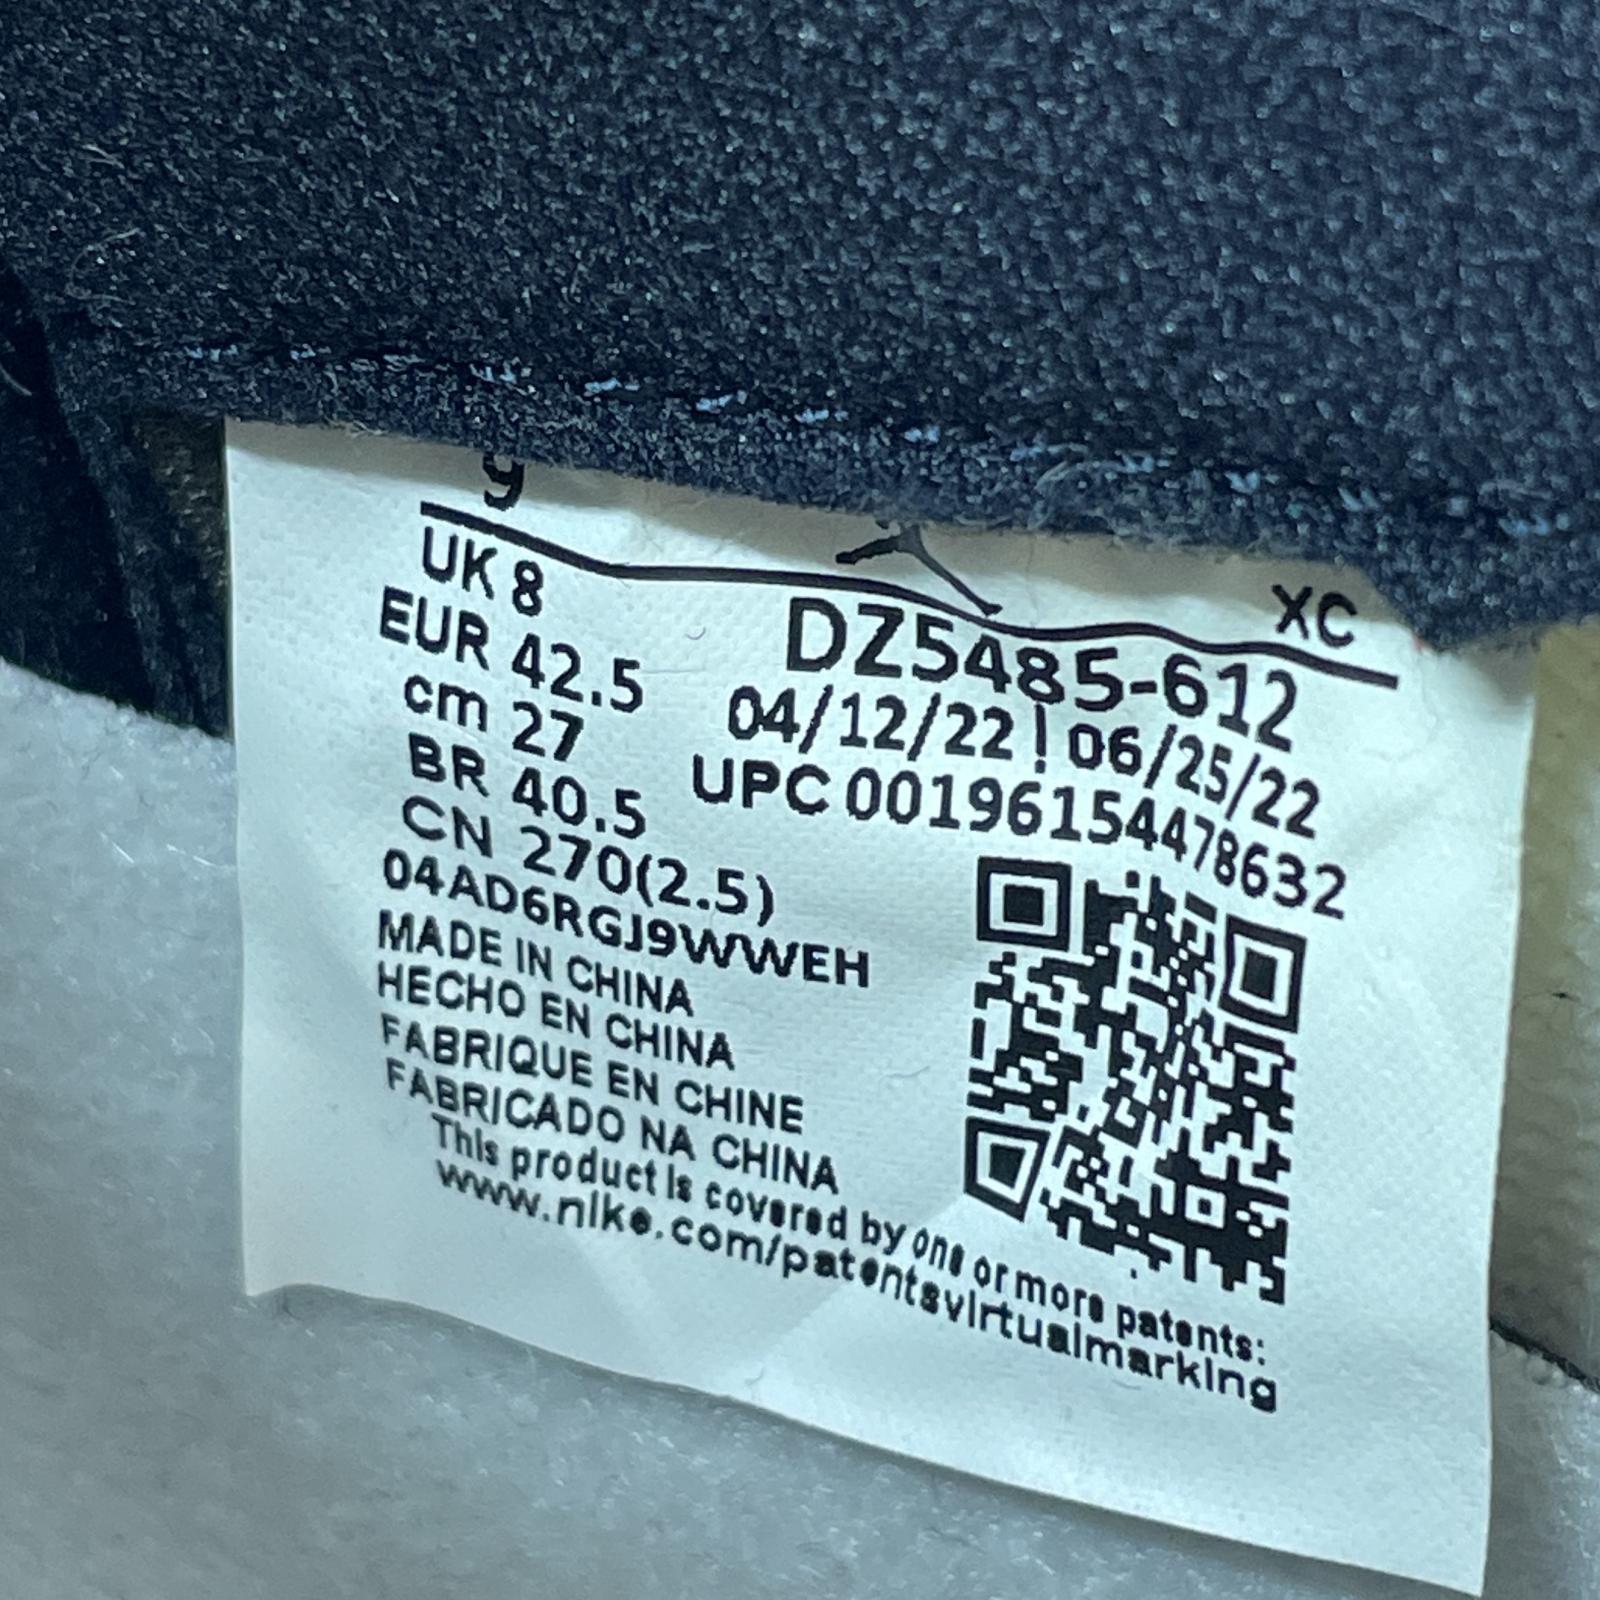 9
XC
UK 8
EUR 42.5
cm 27
BR 40.5
CN 270(2.5)
DZ5485-612
04/12/22 | 06/25/22
UPC 00196154478632
04AD6RGJ9WWEH
MADE IN CHINA
HECHO EN CHINA
FABRIQUE EN CHINE
FABRICADO NA CHINA
This product is covered by one or more patents:
www.nike.com/patentsvirtualmarking